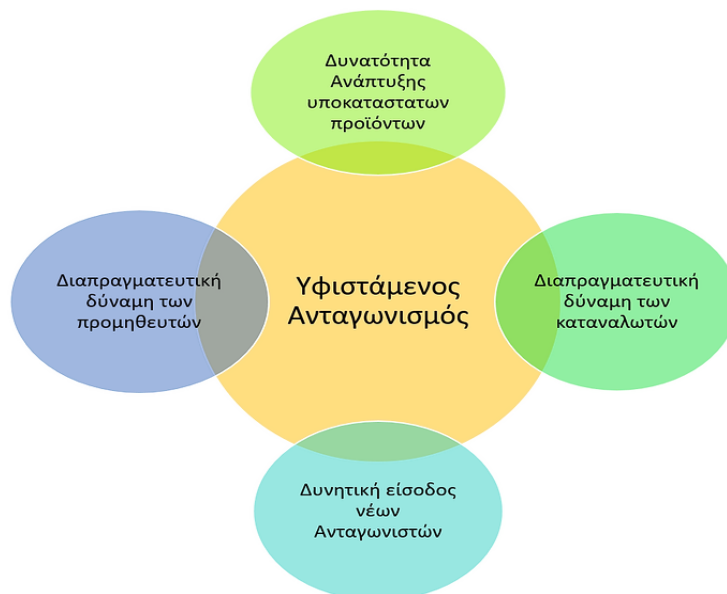 Δυνατότητα
Ανάπτυξης
υποκαταστατων
προϊόντων
Διαπραγματευτική
δύναμη των
προμηθευτών
Υφιστάμενος
Ανταγωνισμός
Διαπραγματευτική
δύναμη των
καταναλωτών
Δυνητική είσοδος
νέων
Ανταγωνιστών